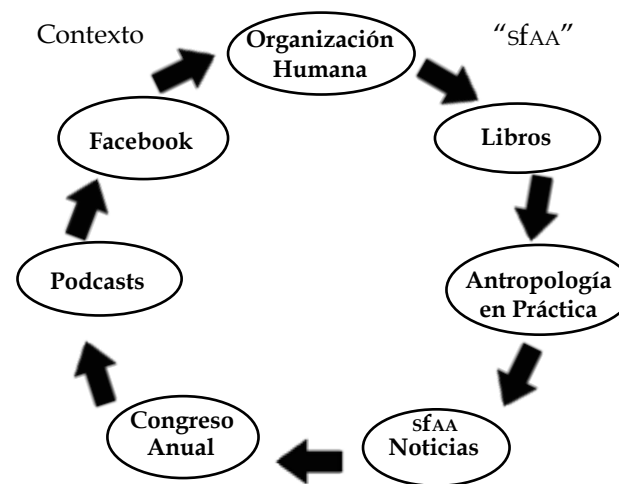 Contexto
“SfAA”
Organización
Humana
Libros
Antropología
en Práctica
SfAA
Noticias
Congreso
Anual
Podcasts
Facebook